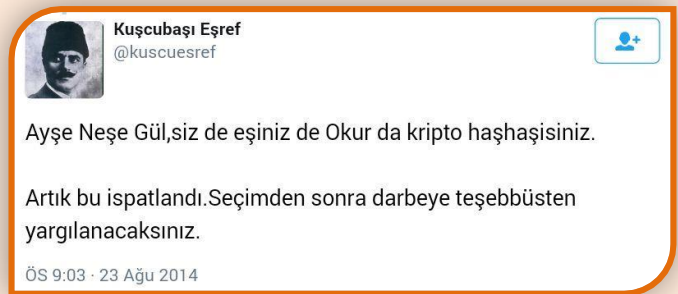 Kuşcubaşı Eşref
@kuscuesref
Ayşe Neşe Gül,siz de eşiniz de Okur da kripto haşhaşisiniz.
Artık bu ispatlandı.Seçimden sonra darbeye teşebbüsten
yargılanacaksınız.
ÖS 9:03 · 23 Ağu 2014